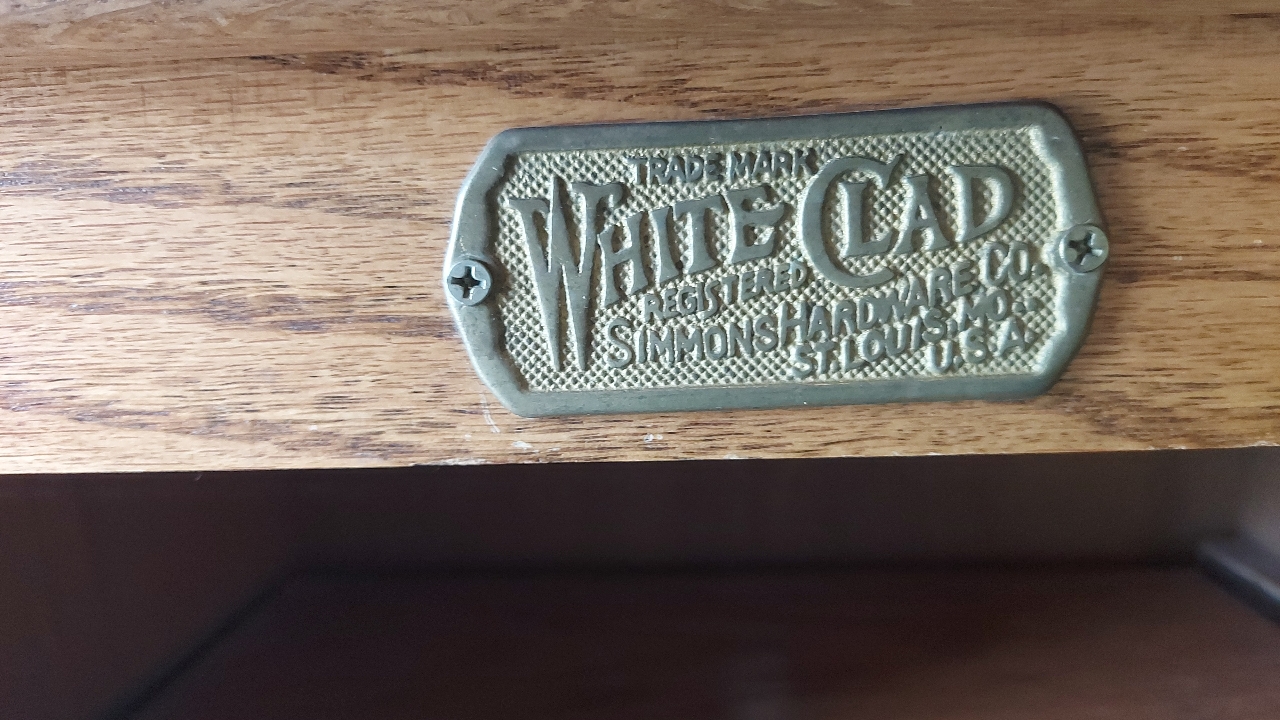 TRADE MARK
WHITE CLAD
REGISTERED
SIMMONS HARDWARE CO.
ST. LOUIS, MO.
U.S.A.